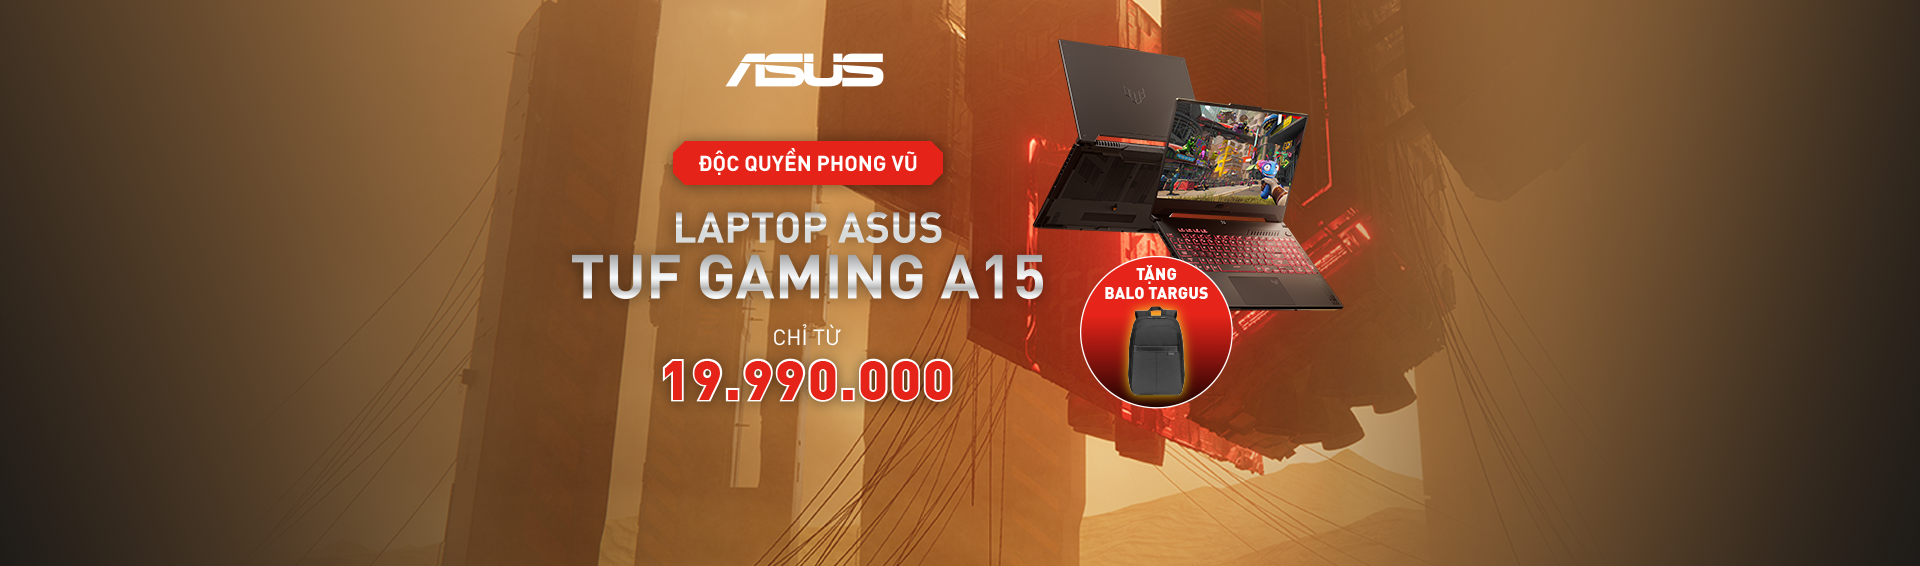 ASUS
ĐỘC QUYỀN PHONG VŨ
LAPTOP ASUS
TUF GAMING A15
CHỈ TỪ
19.990.000
TẶNG
BALO TARGUS